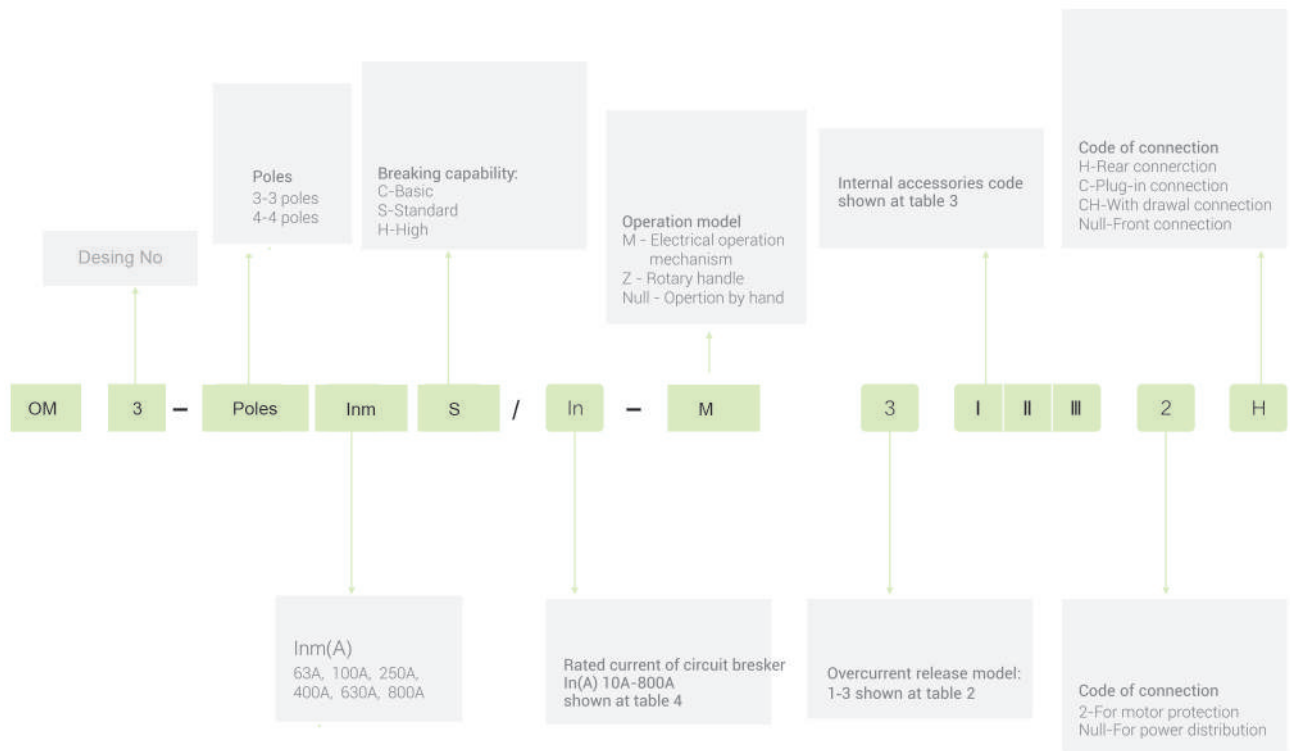 Desing No
Poles
3-3 poles
4-4 poles
Breaking capability:
C-Basic
S-Standard
H-High
Operation model
M - Electrical operation
mechanism
Z - Rotary handle
Null - Opertion by hand
Internal accessories code
shown at table 3
Code of connection
H-Rear connerction
C-Plug-in connection
CH-With drawal connection
Null-Front connection
OM 3 – Poles Inm S / In – M 3 I II III 2 H
Inm(A)
63A, 100A, 250A,
400A, 630A, 800A
Rated current of circuit bresker
In(A) 10A-800A
shown at table 4
Overcurrent release model:
1-3 shown at table 2
Code of connection
2-For motor protection
Null-For power distribution